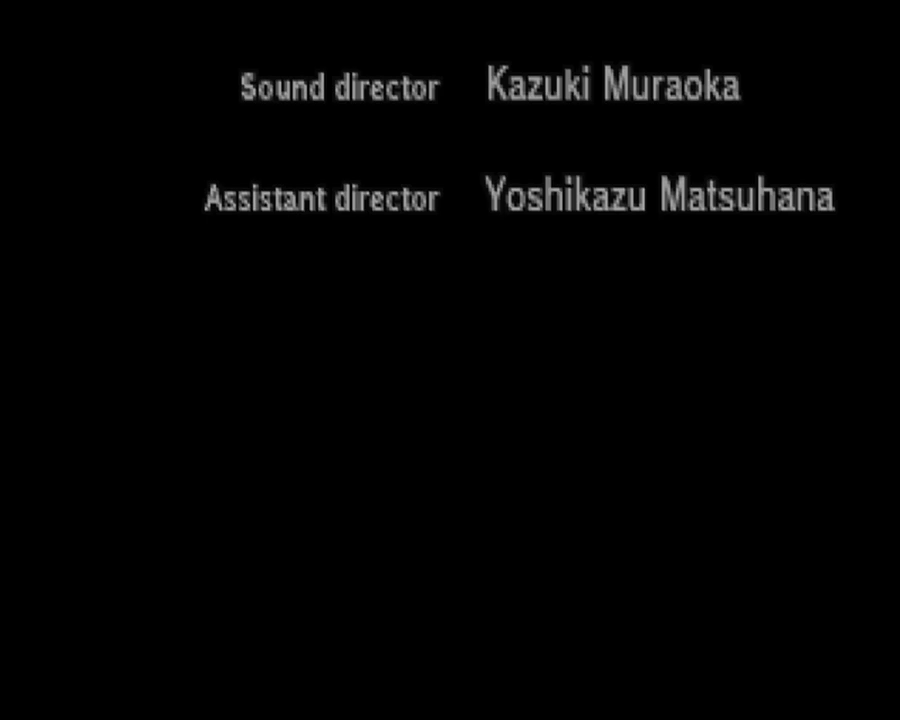 Sound director Kazuki Muraoka
Assistant director Yoshikazu Matsuhana